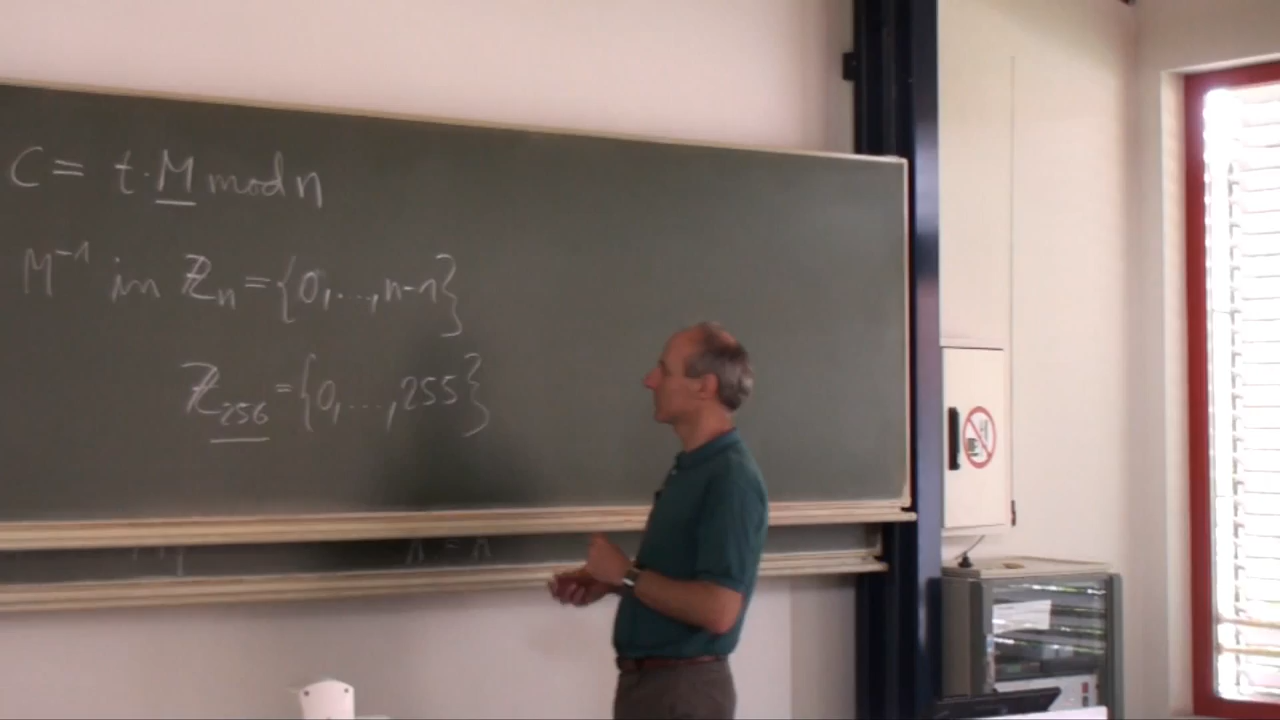 C = t · M mod n
M⁻¹ in ℤₙ = {0,...,n-1}
ℤ₂₅₆ = {0,...,255}